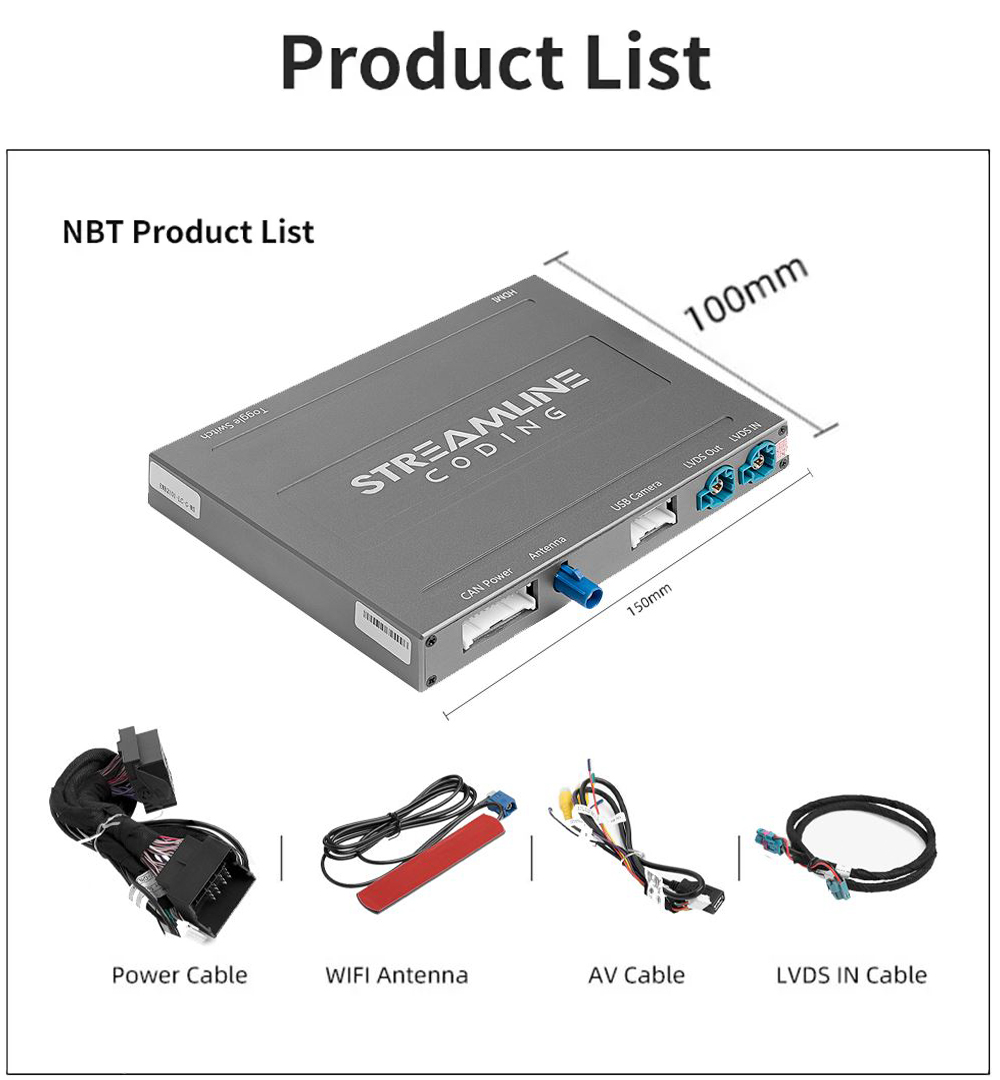 Product List
NBT Product List
100mm
HDMI
Toggle Switch
STREAMLINE
CODING
LVDS IN
LVDS Out
USB Camera
Antenna
CAN Power
150mm
Power Cable
WIFI Antenna
AV Cable
LVDS IN Cable